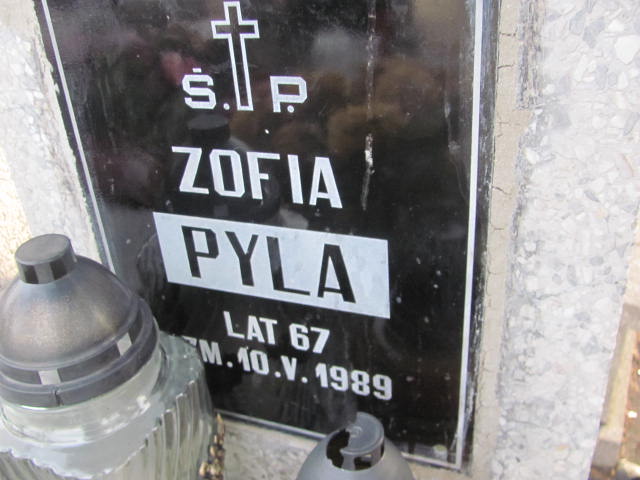 Ś. P.
ZOFIA
PYLA
LAT 67
ZM. 10. V. 1989